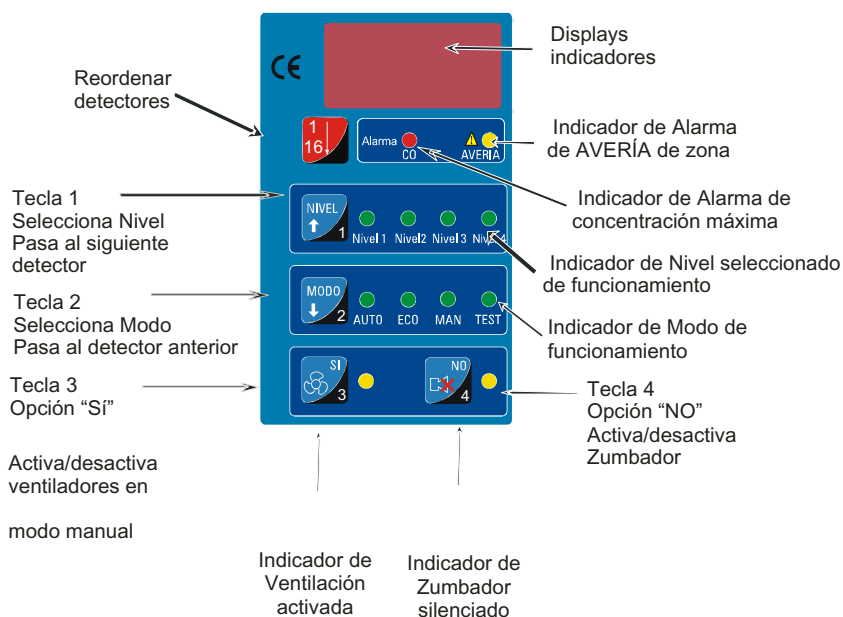 Displays
indicadores
CE
Reordenar
detectores
1
16
Alarma
CO
AVERIA
Indicador de Alarma
de AVERÍA de zona
Indicador de Alarma de
concentración máxima
Tecla 1
Selecciona Nivel
Pasa al siguiente
detector
NIVEL
1
Nivel 1 Nivel2 Nivel 3 Nivel 4
Indicador de Nivel seleccionado
de funcionamiento
Tecla 2
Selecciona Modo
Pasa al detector anterior
MODO
2
AUTO ECO MAN TEST
Indicador de Modo de
funcionamiento
Tecla 3
Opción “Sí”
Activa/desactiva
ventiladores en
modo manual
SI
3
NO
4
Tecla 4
Opción “NO”
Activa/desactiva
Zumbador
Indicador de
Ventilación
activada
Indicador de
Zumbador
silenciado